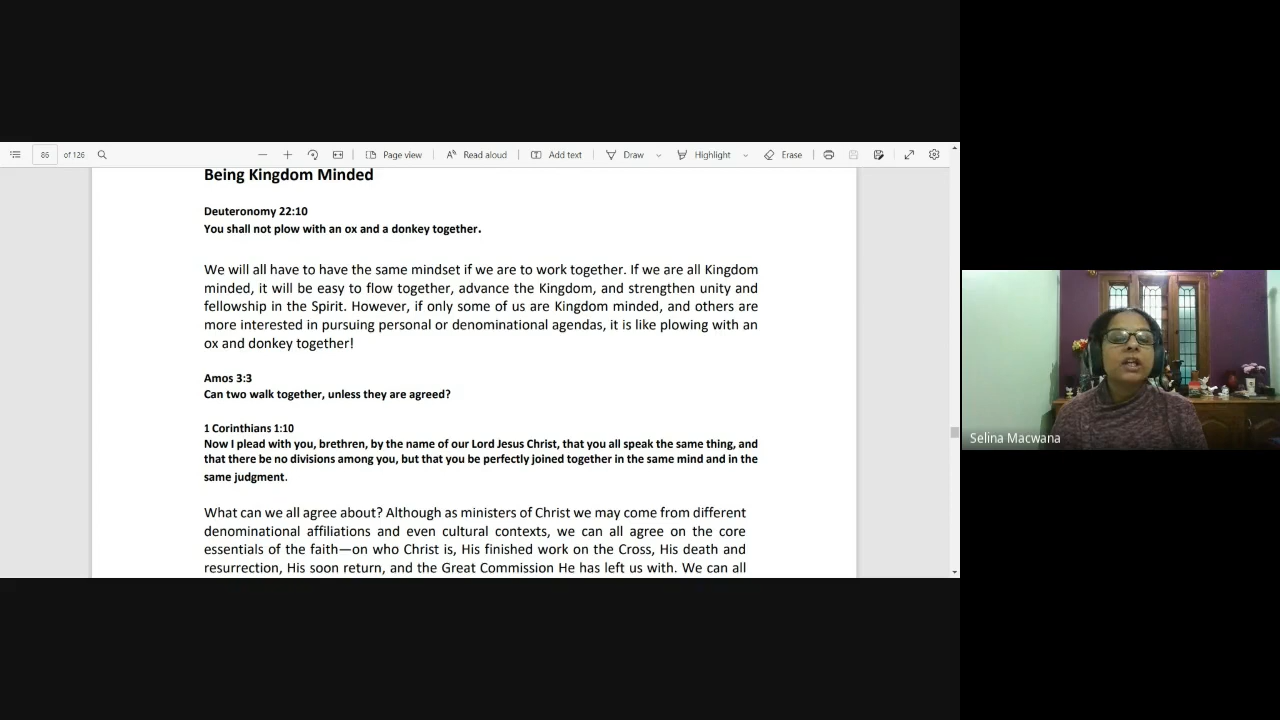 86 of 126 Page view Read aloud Add text Draw Highlight Erase
Being Kingdom Minded
Deuteronomy 22:10
You shall not plow with an ox and a donkey together.
We will all have to have the same mindset if we are to work together. If we are all Kingdom
minded, it will be easy to flow together, advance the Kingdom, and strengthen unity and
fellowship in the Spirit. However, if only some of us are Kingdom minded, and others are
more interested in pursuing personal or denominational agendas, it is like plowing with an
ox and donkey together!
Amos 3:3
Can two walk together, unless they are agreed?
1 Corinthians 1:10
Now I plead with you, brethren, by the name of our Lord Jesus Christ, that you all speak the same thing, and
that there be no divisions among you, but that you be perfectly joined together in the same mind and in the
same judgment.
What can we all agree about? Although as ministers of Christ we may come from different
denominational affiliations and even cultural contexts, we can all agree on the core
essentials of the faith—on who Christ is, His finished work on the Cross, His death and
resurrection, His soon return, and the Great Commission He has left us with. We can all
Selina Macwana